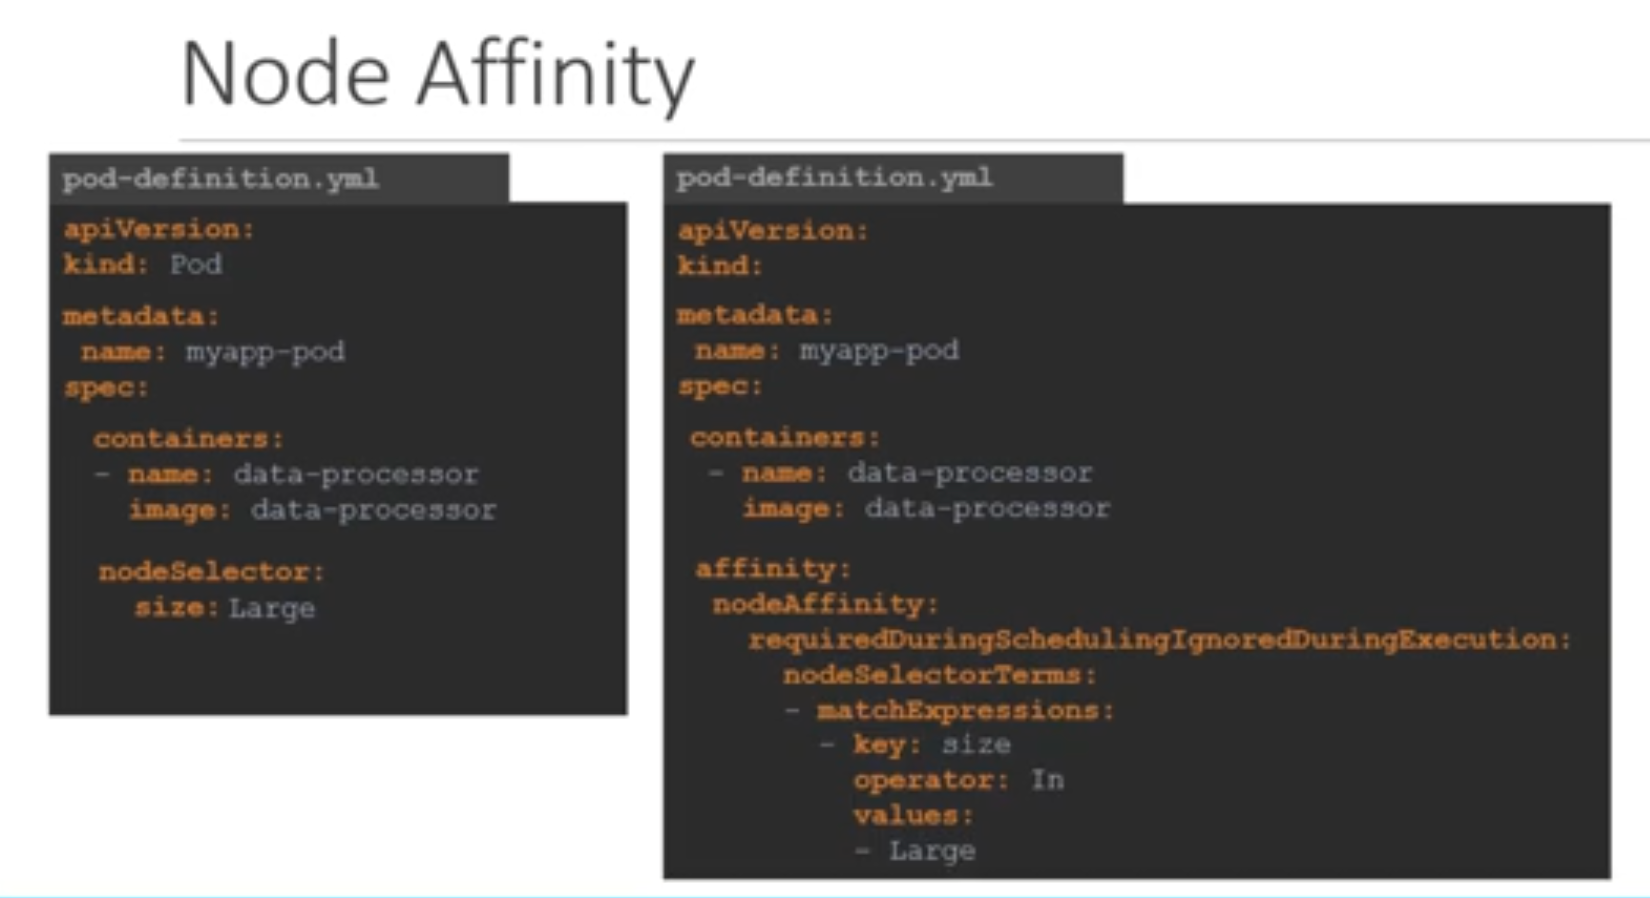 Node Affinity
pod-definition.yml
apiVersion:
kind: Pod
metadata:
name: myapp-pod
spec:
containers:
- name: data-processor
image: data-processor
nodeSelector:
size: Large
pod-definition.yml
apiVersion:
kind:
metadata:
name: myapp-pod
spec:
containers:
- name: data-processor
image: data-processor
affinity:
nodeAffinity:
requiredDuringSchedulingIgnoredDuringExecution:
nodeSelectorTerms:
- matchExpressions:
- key: size
operator: In
values:
- Large